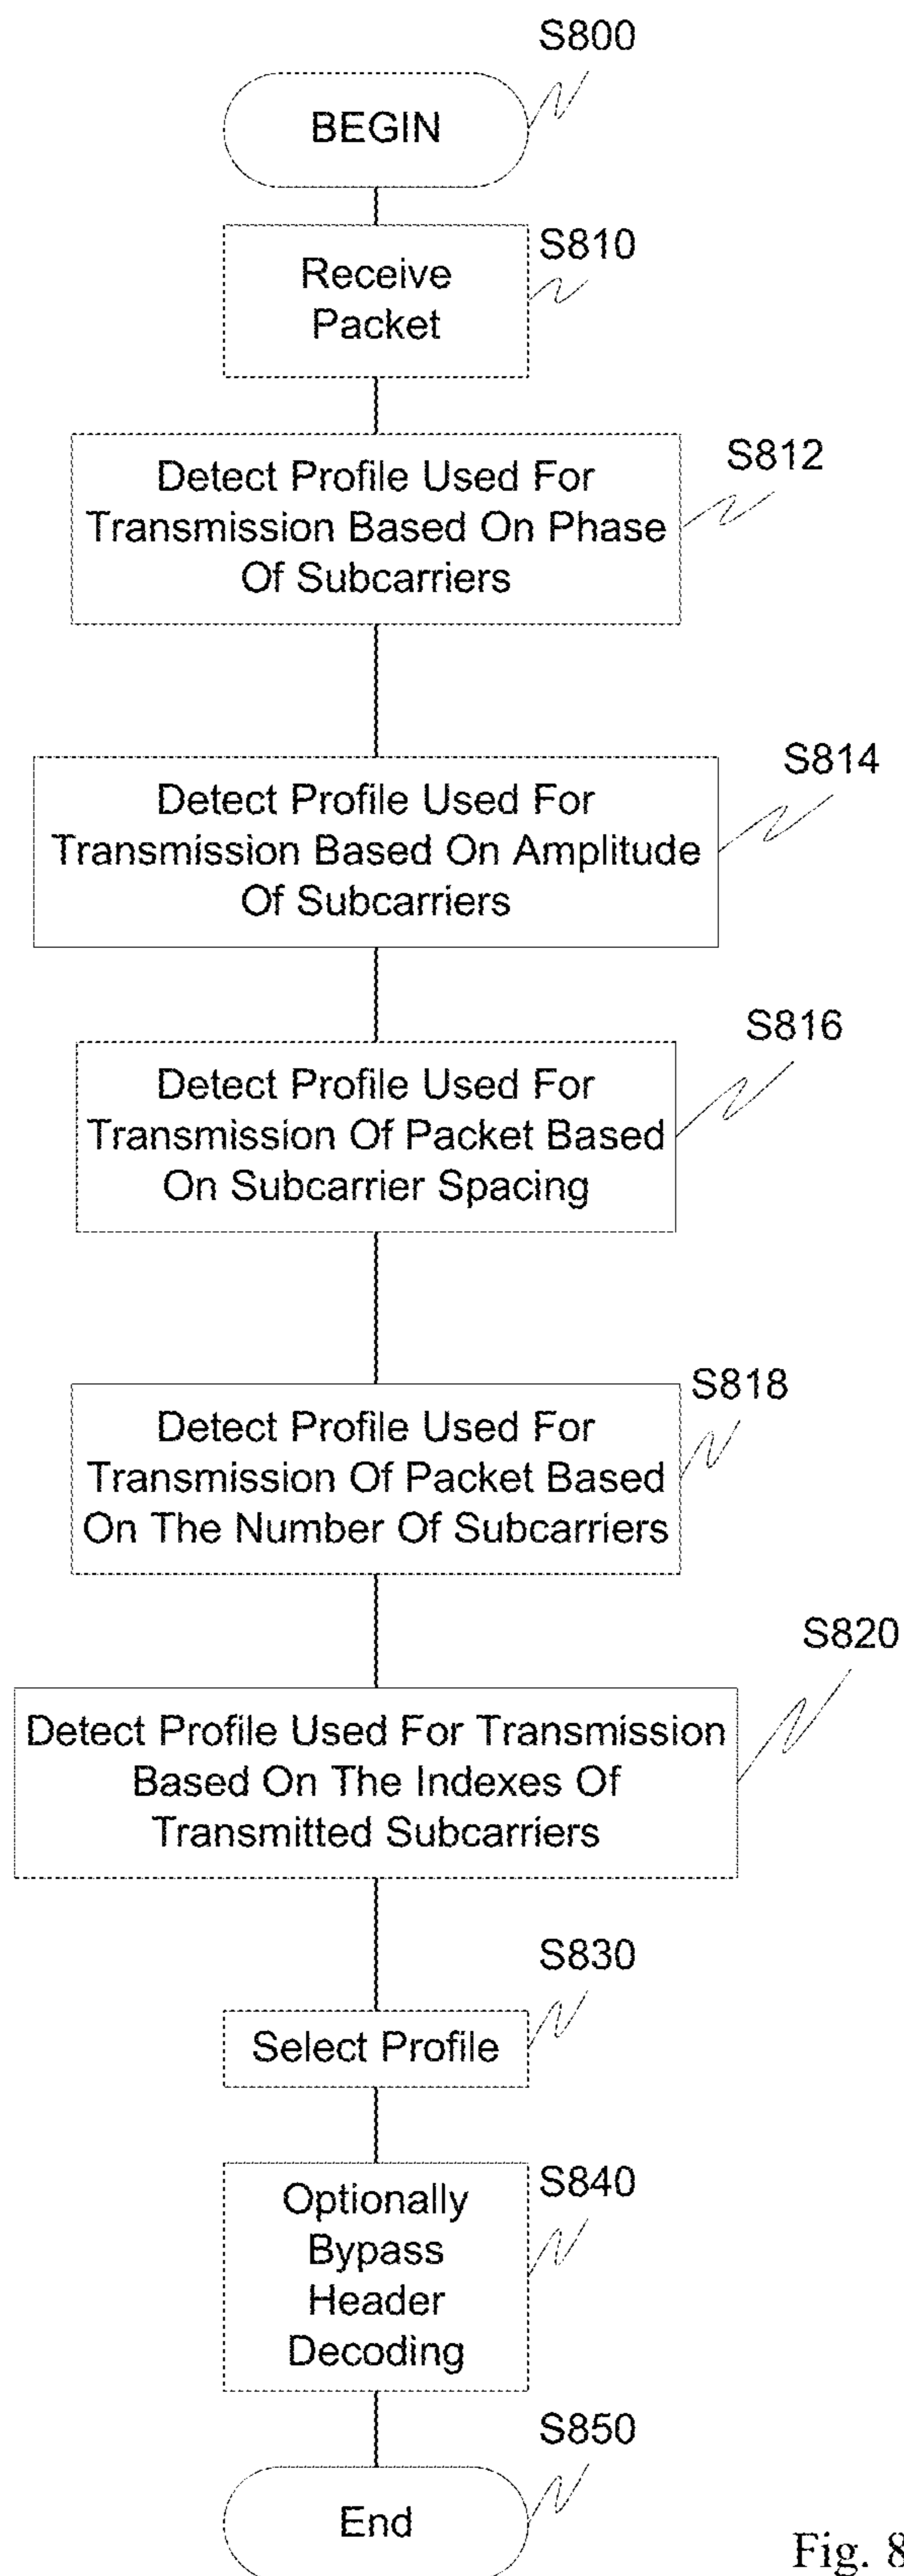 S800
BEGIN
S810
Receive
Packet
S812
Detect Profile Used For
Transmission Based On Phase
Of Subcarriers
S814
Detect Profile Used For
Transmission Based On Amplitude
Of Subcarriers
S816
Detect Profile Used For
Transmission Of Packet Based
On Subcarrier Spacing
S818
Detect Profile Used For
Transmission Of Packet Based
On The Number Of Subcarriers
S820
Detect Profile Used For Transmission
Based On The Indexes Of
Transmitted Subcarriers
S830
Select Profile
S840
Optionally
Bypass
Header
Decoding
S850
End
Fig. 8